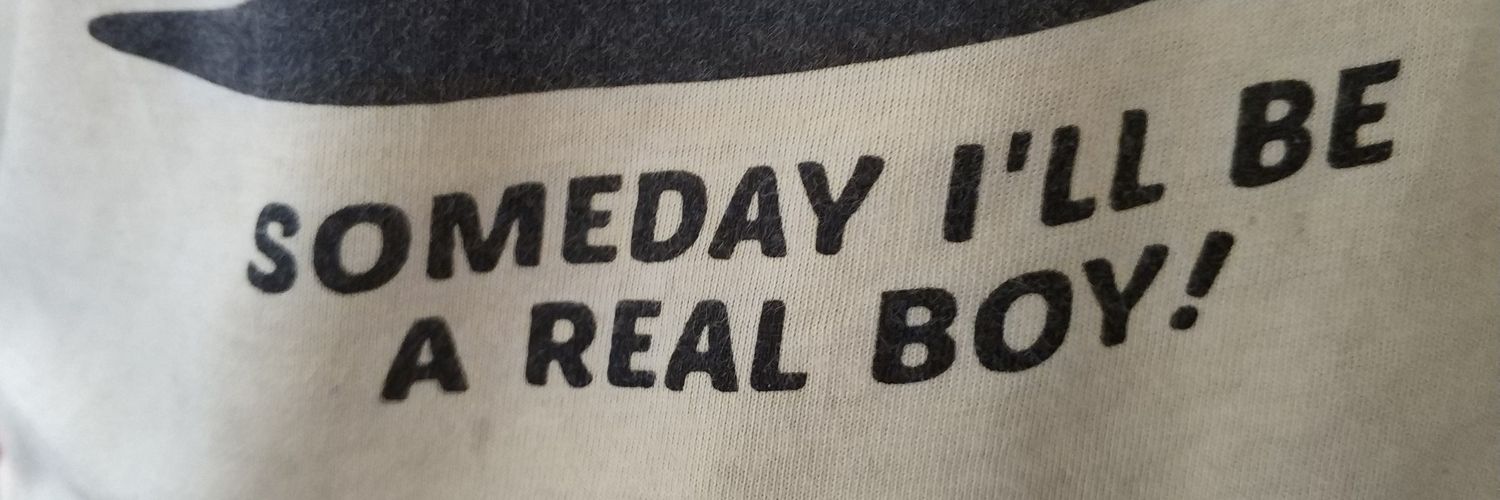 SOMEDAY I'LL BE
A REAL BOY!